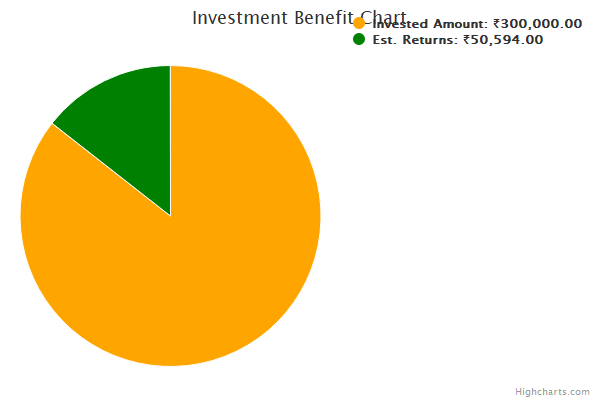 Investment Benefit Chart
Invested Amount: ₹300,000.00
Est. Returns: ₹50,594.00
Highcharts.com